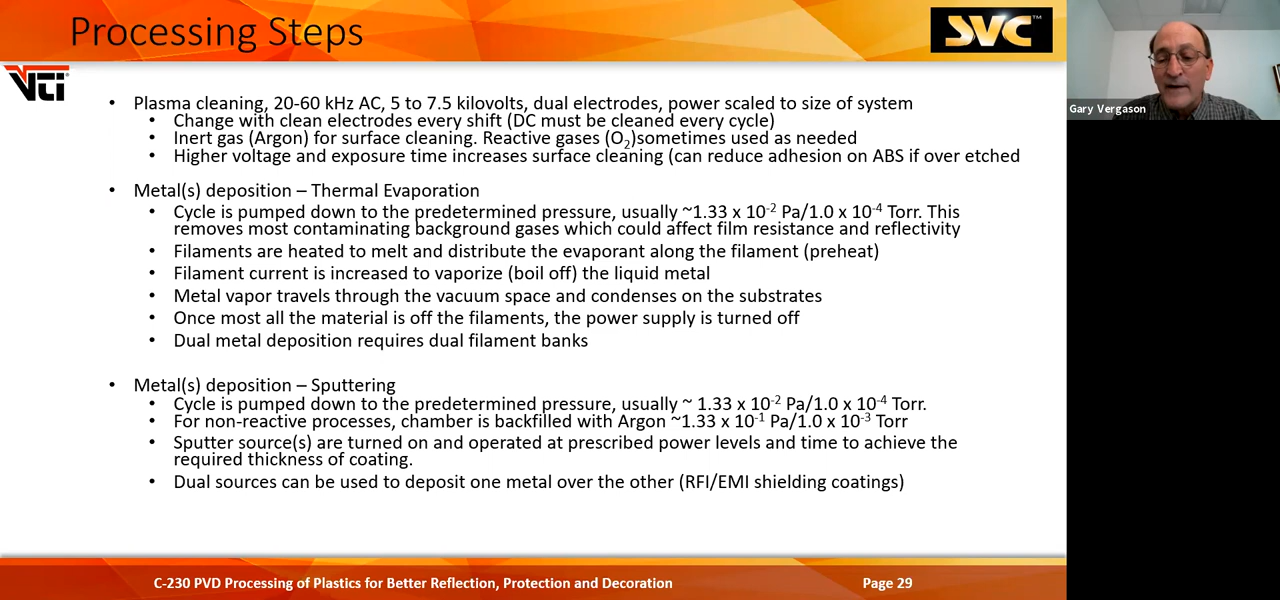 Processing Steps
SVC™
VTi
Gary Vergason
• Plasma cleaning, 20-60 kHz AC, 5 to 7.5 kilovolts, dual electrodes, power scaled to size of system
• Change with clean electrodes every shift (DC must be cleaned every cycle)
• Inert gas (Argon) for surface cleaning. Reactive gases (O₂)sometimes used as needed
• Higher voltage and exposure time increases surface cleaning (can reduce adhesion on ABS if over etched
• Metal(s) deposition – Thermal Evaporation
• Cycle is pumped down to the predetermined pressure, usually ~1.33 x 10⁻² Pa/1.0 x 10⁻⁴ Torr. This
removes most contaminating background gases which could affect film resistance and reflectivity
• Filaments are heated to melt and distribute the evaporant along the filament (preheat)
• Filament current is increased to vaporize (boil off) the liquid metal
• Metal vapor travels through the vacuum space and condenses on the substrates
• Once most all the material is off the filaments, the power supply is turned off
• Dual metal deposition requires dual filament banks
• Metal(s) deposition – Sputtering
• Cycle is pumped down to the predetermined pressure, usually ~ 1.33 x 10⁻² Pa/1.0 x 10⁻⁴ Torr.
• For non-reactive processes, chamber is backfilled with Argon ~1.33 x 10⁻¹ Pa/1.0 x 10⁻³ Torr
• Sputter source(s) are turned on and operated at prescribed power levels and time to achieve the
required thickness of coating.
• Dual sources can be used to deposit one metal over the other (RFI/EMI shielding coatings)
C-230 PVD Processing of Plastics for Better Reflection, Protection and Decoration
Page 29